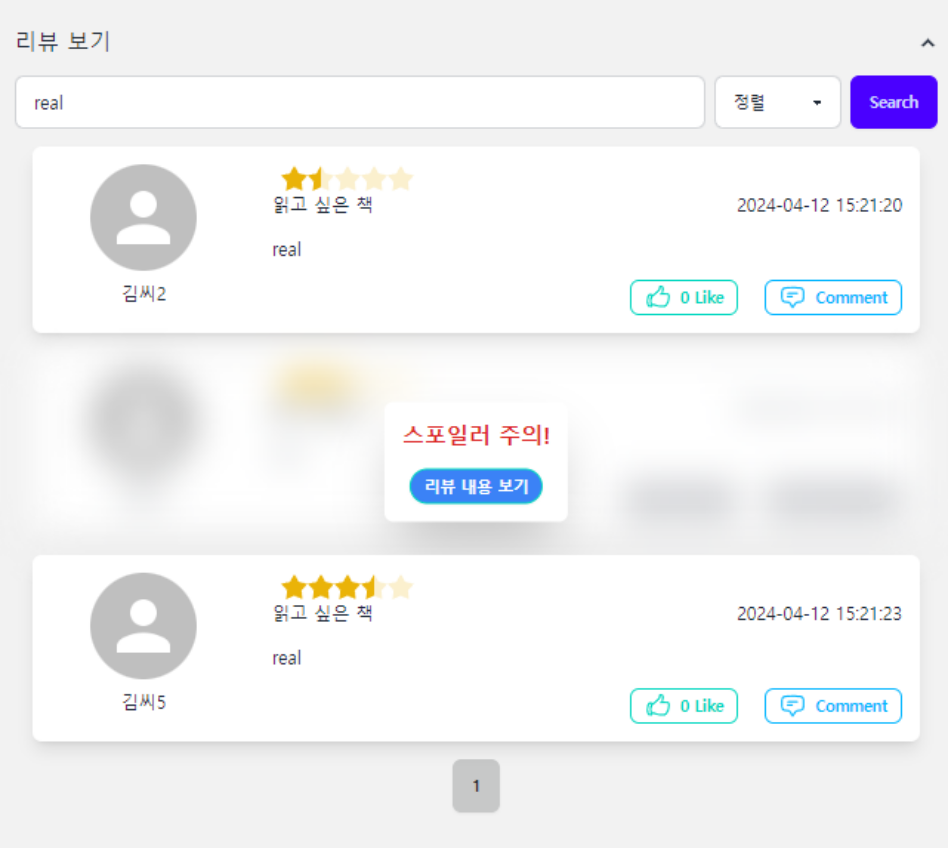 리뷰 보기
real
정렬
Search
읽고 싶은 책
2024-04-12 15:21:20
real
김씨2
0 Like
Comment
스포일러 주의!
리뷰 내용 보기
읽고 싶은 책
2024-04-12 15:21:23
real
김씨5
0 Like
Comment
1